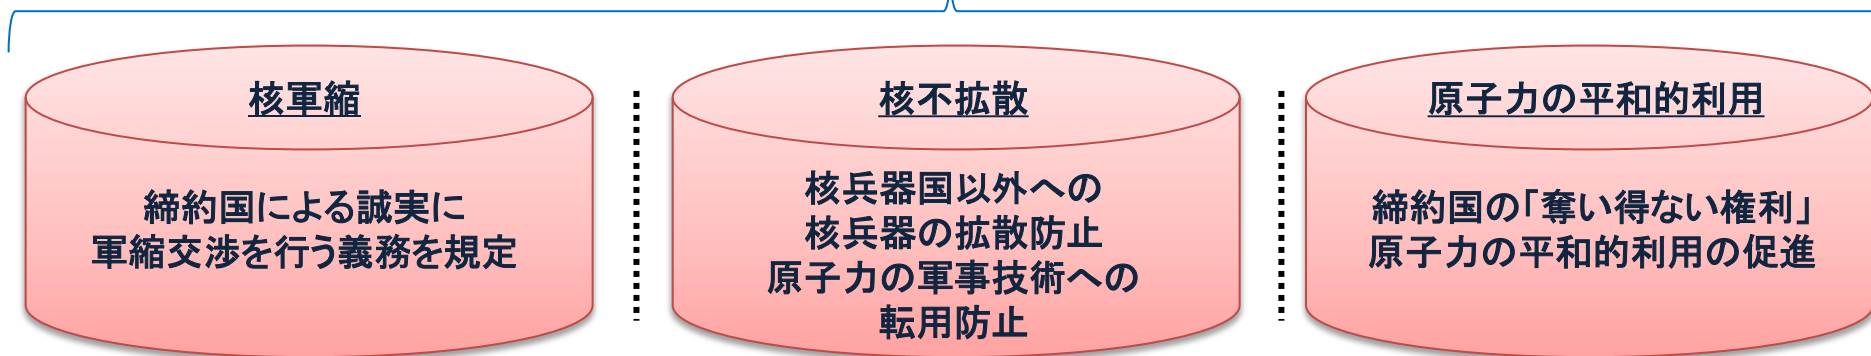 核軍縮
締約国による誠実に
軍縮交渉を行う義務を規定
核不拡散
核兵器国以外への
核兵器の拡散防止
原子力の軍事技術への
転用防止
原子力の平和的利用
締約国の「奪い得ない権利」
原子力の平和的利用の促進